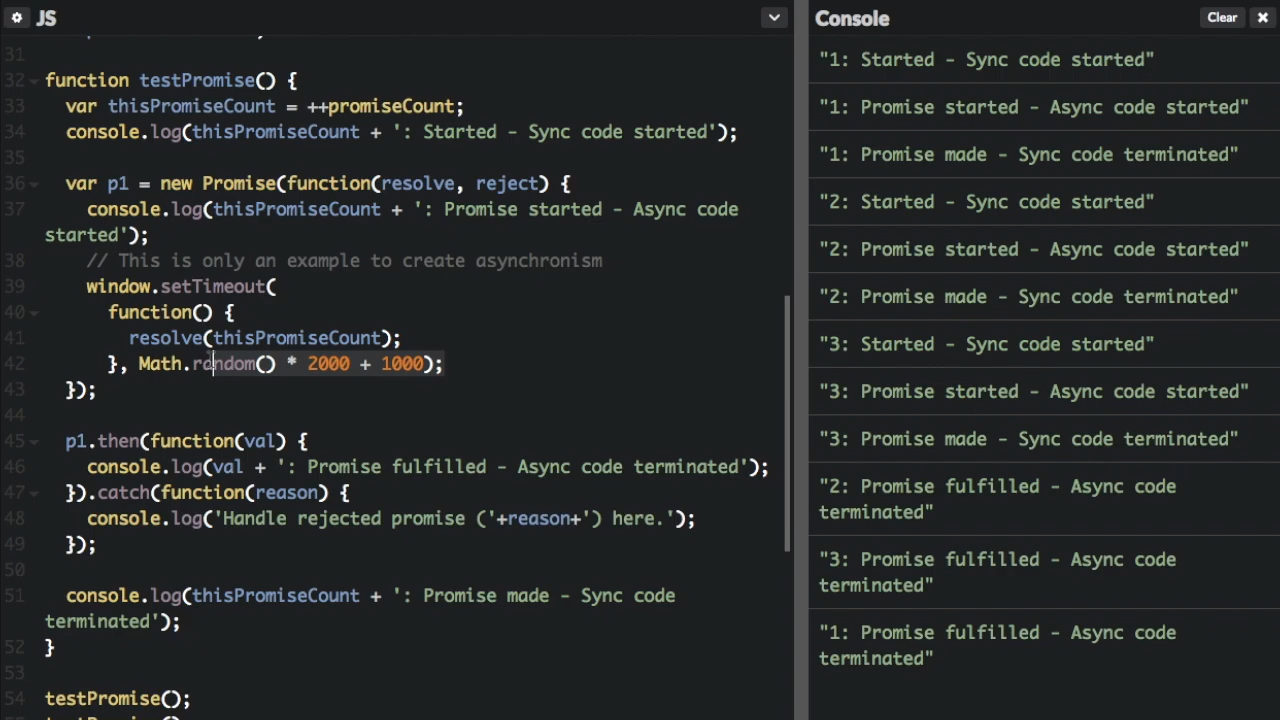 JS
31
32 function testPromise() {
33 var thisPromiseCount = ++promiseCount;
34 console.log(thisPromiseCount + ': Started - Sync code started');
35
36 var p1 = new Promise(function(resolve, reject) {
37 console.log(thisPromiseCount + ': Promise started - Async code
started');
38 // This is only an example to create asynchronism
39 window.setTimeout(
40 function() {
41 resolve(thisPromiseCount);
42 }, Math.random() * 2000 + 1000);
43 });
44
45 p1.then(function(val) {
46 console.log(val + ': Promise fulfilled - Async code terminated');
47 }).catch(function(reason) {
48 console.log('Handle rejected promise ('+reason+') here.');
49 });
50
51 console.log(thisPromiseCount + ': Promise made - Sync code
terminated');
52 }
53
54 testPromise();
Console
Clear
"1: Started - Sync code started"
"1: Promise started - Async code started"
"1: Promise made - Sync code terminated"
"2: Started - Sync code started"
"2: Promise started - Async code started"
"2: Promise made - Sync code terminated"
"3: Started - Sync code started"
"3: Promise started - Async code started"
"3: Promise made - Sync code terminated"
"2: Promise fulfilled - Async code
terminated"
"3: Promise fulfilled - Async code
terminated"
"1: Promise fulfilled - Async code
terminated"